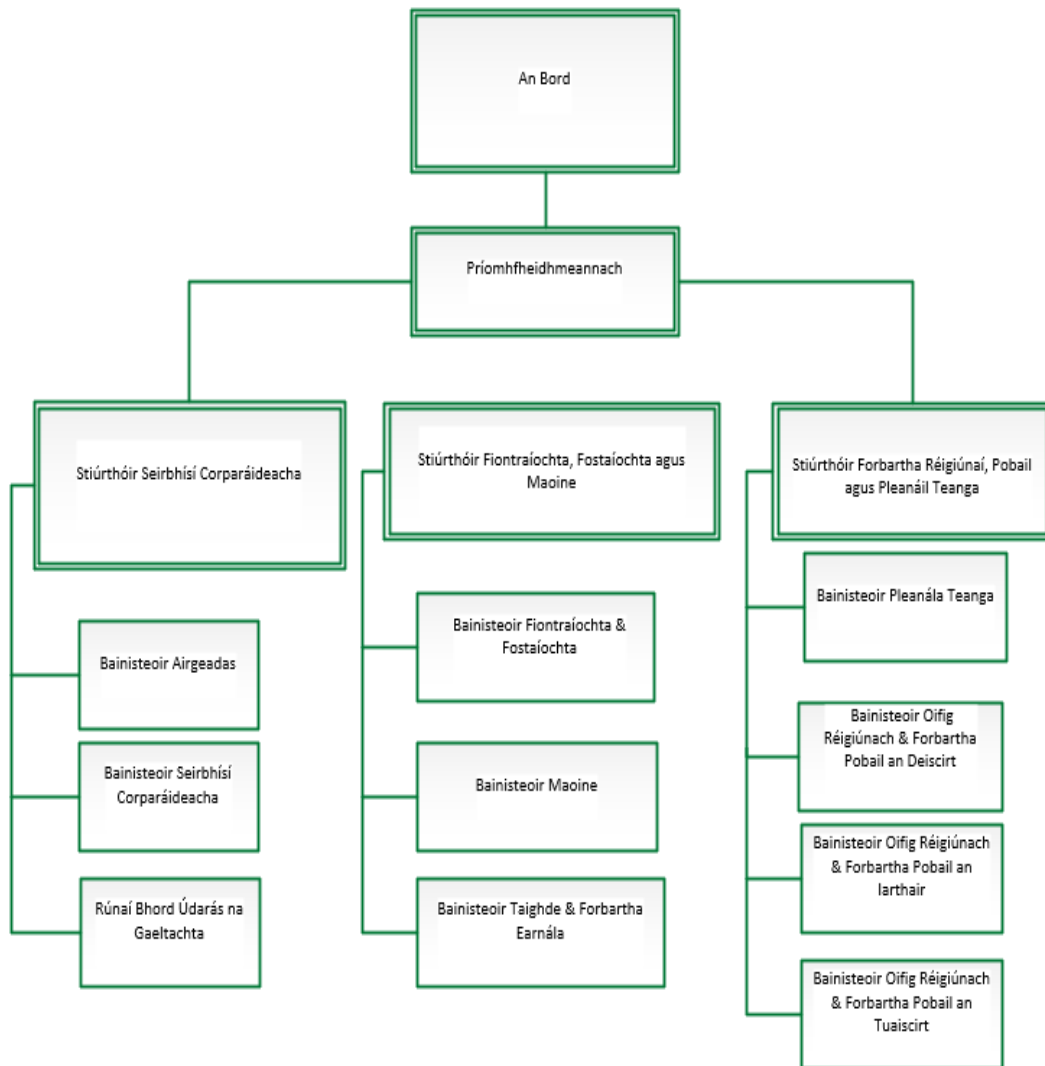 An Bord
Príomhfheidhmeannach
Stiúrthóir Seirbhísí Corparáideacha
Bainisteoir Airgeadas
Bainisteoir Seirbhísí
Corparáideacha
Rúnaí Bhord Údarás na
Gaeltachta
Stiúrthóir Fiontraíochta, Fostaíochta agus
Maoine
Bainisteoir Fiontraíochta &
Fostaíochta
Bainisteoir Maoine
Bainisteoir Taighde & Forbartha
Earnála
Stiúrthóir Forbartha Réigiúnaí, Pobail
agus Pleanáil Teanga
Bainisteoir Pleanála Teanga
Bainisteoir Oifig
Réigiúnach & Forbartha
Pobail an Deiscirt
Bainisteoir Oifig Réigiúnach
& Forbartha Pobail an
Iarthair
Bainisteoir Oifig Réigiúnach
& Forbartha Pobail an
Tuaiscirt